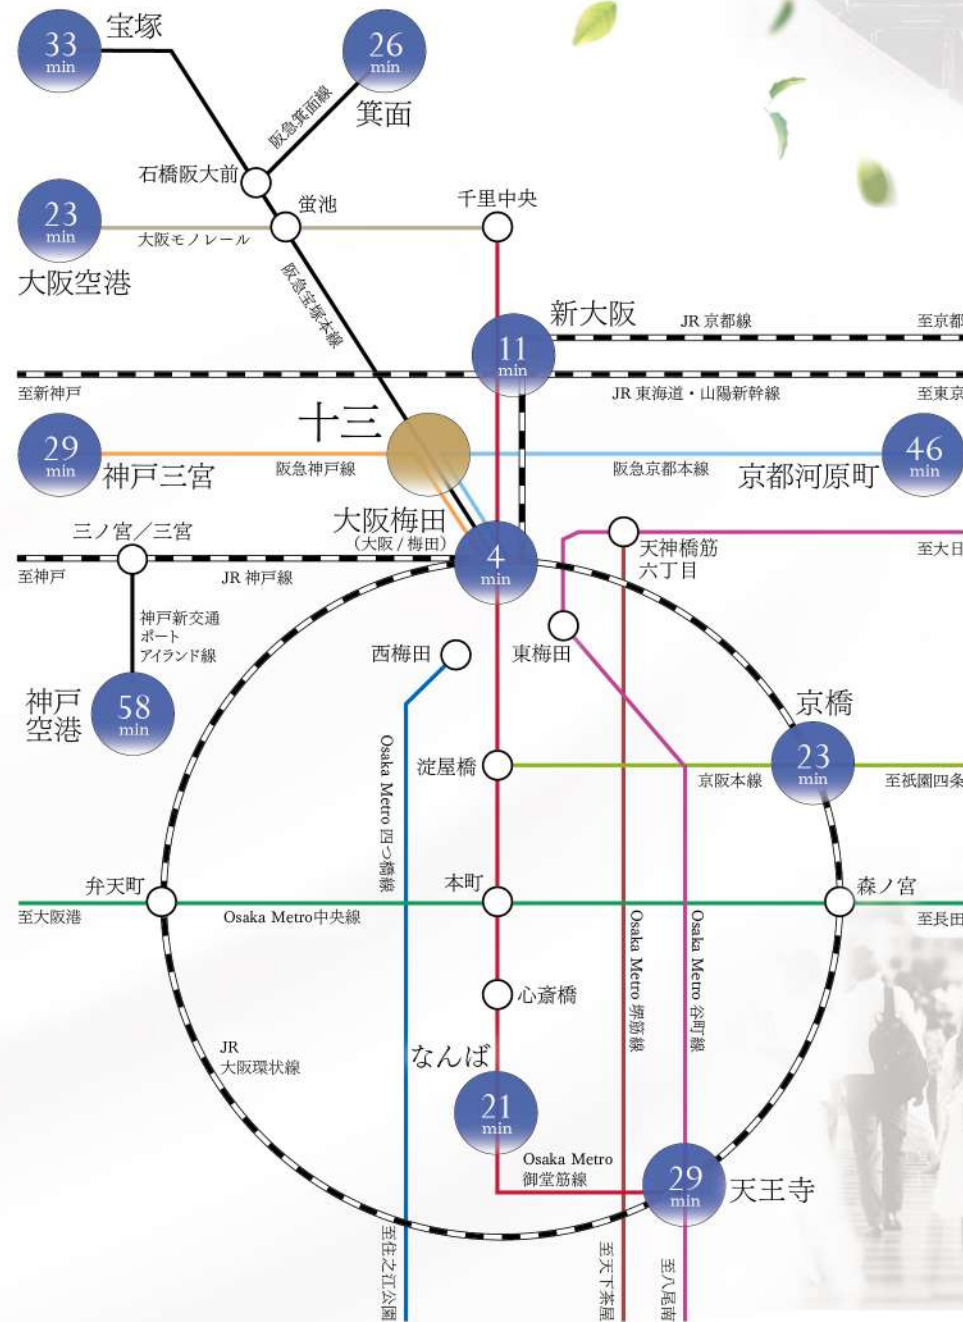 33
min
宝塚
26
min
箕面
阪急箕面線
石橋阪大前
蛍池
千里中央
23
min
大阪空港
大阪モノレール
阪急宝塚本線
新大阪
11
min
JR 京都線
至京都
至新神戸
JR 東海道・山陽新幹線
至東京
十三
29
min
神戸三宮
阪急神戸線
阪急京都本線
京都河原町
46
min
大阪梅田
(大阪 / 梅田)
4
min
三ノ宮／三宮
至神戸
JR 神戸線
天神橋筋
六丁目
至大日
神戸新交通
ポート
アイランド線
西梅田
東梅田
神戸
空港
58
min
京橋
23
min
淀屋橋
京阪本線
至祇園四条
Osaka Metro 四つ橋線
弁天町
本町
森ノ宮
至大阪港
Osaka Metro中央線
至長田
Osaka Metro 堺筋線
Osaka Metro 谷町線
心斎橋
JR
大阪環状線
なんば
21
min
Osaka Metro
御堂筋線
29
min
天王寺
至住之江公園
至天下茶屋
至八尾南